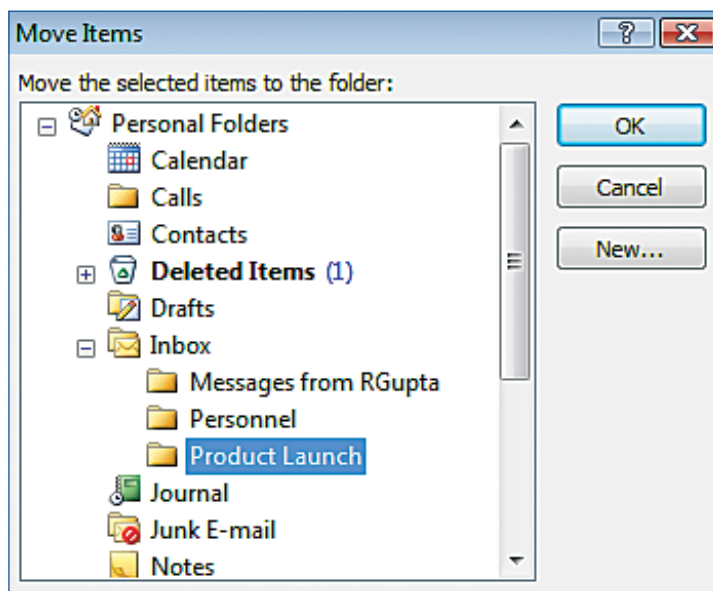 Move Items
Move the selected items to the folder:
Personal Folders
OK
Calendar
Calls
Cancel
Contacts
New...
Deleted Items (1)
Drafts
Inbox
Messages from RGupta
Personnel
Product Launch
Journal
Junk E-mail
Notes